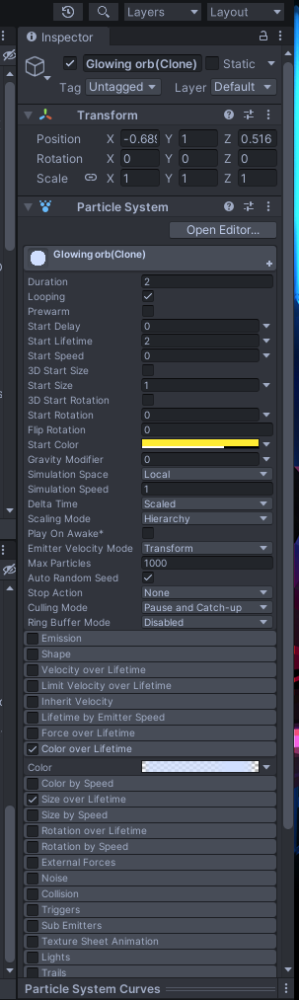 Layers Layout
Inspector
Glowing orb(Clone) Static
Tag Untagged Layer Default
Transform
Position X -0.689 Y 1 Z 0.516
Rotation X 0 Y 0 Z 0
Scale X 1 Y 1 Z 1
Particle System
Open Editor...
Glowing orb(Clone)
Duration 2
Looping
Prewarm
Start Delay 0
Start Lifetime 2
Start Speed 0
3D Start Size
Start Size 1
3D Start Rotation
Start Rotation 0
Flip Rotation 0
Start Color
Gravity Modifier 0
Simulation Space Local
Simulation Speed 1
Delta Time Scaled
Scaling Mode Hierarchy
Play On Awake*
Emitter Velocity Mode Transform
Max Particles 1000
Auto Random Seed
Stop Action None
Culling Mode Pause and Catch-up
Ring Buffer Mode Disabled
Emission
Shape
Velocity over Lifetime
Limit Velocity over Lifetime
Inherit Velocity
Lifetime by Emitter Speed
Force over Lifetime
Color over Lifetime
Color
Color by Speed
Size over Lifetime
Size by Speed
Rotation over Lifetime
Rotation by Speed
External Forces
Noise
Collision
Triggers
Sub Emitters
Texture Sheet Animation
Lights
Trails
Particle System Curves